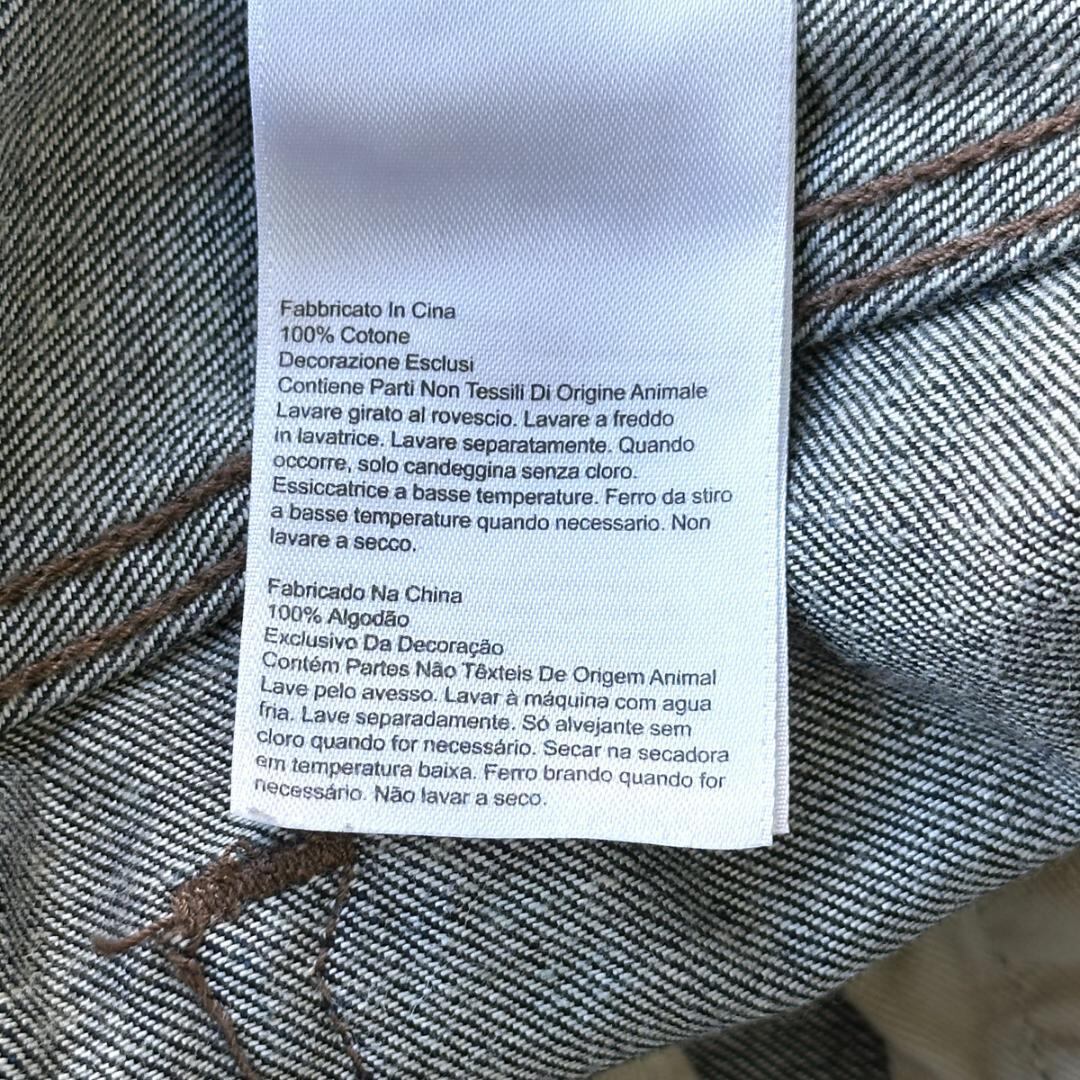 Fabbricato In Cina
100% Cotone
Decorazione Esclusi
Contiene Parti Non Tessili Di Origine Animale
Lavare girato al rovescio. Lavare a freddo
in lavatrice. Lavare separatamente. Quando
occorre, solo candeggina senza cloro.
Essiccatrice a basse temperature. Ferro da stiro
a basse temperature quando necessario. Non
lavare a secco.
Fabricado Na China
100% Algodão
Exclusivo Da Decoração
Contém Partes Não Têxteis De Origem Animal
Lave pelo avesso. Lavar à máquina com agua
fria. Lave separadamente. Só alvejante sem
cloro quando for necessário. Secar na secadora
em temperatura baixa. Ferro brando quando for
necessário. Não lavar a seco.